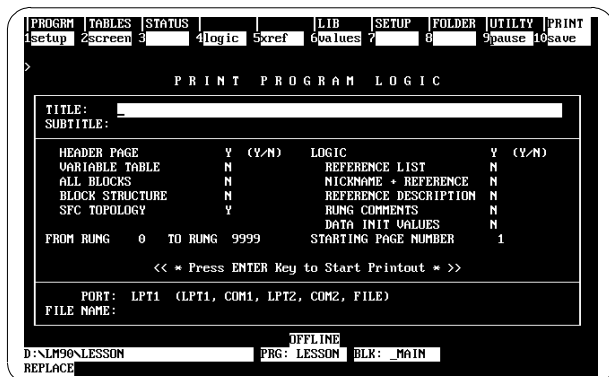 PROGRM |TABLES |STATUS | | |LIB |SETUP |FOLDER |UTILTY |PRINT
1setup 2screen 3 4logic 5xref 6values 7 8 9pause 10save
>
P R I N T P R O G R A M L O G I C
TITLE: _
SUBTITLE:
HEADER PAGE Y (Y/N) LOGIC Y (Y/N)
VARIABLE TABLE N REFERENCE LIST N
ALL BLOCKS N NICKNAME + REFERENCE N
BLOCK STRUCTURE N REFERENCE DESCRIPTION N
SFC TOPOLOGY Y RUNG COMMENTS N
DATA INIT VALUES N
FROM RUNG 0 TO RUNG 9999 STARTING PAGE NUMBER 1
<< * Press ENTER Key to Start Printout * >>
PORT: LPT1 (LPT1, COM1, LPT2, COM2, FILE)
FILE NAME:
OFFLINE
D:\LM90\LESSON PRG: LESSON BLK: _MAIN
REPLACE